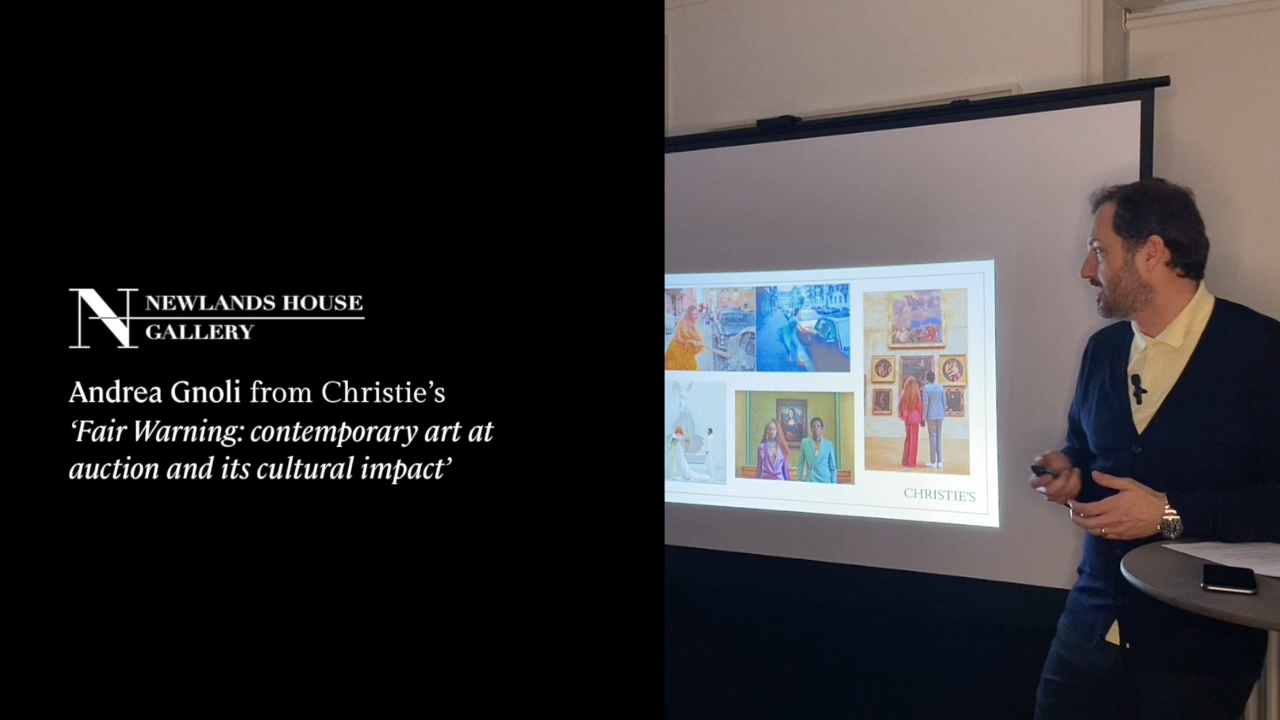 N NEWLANDS HOUSE
GALLERY
Andrea Gnoli from Christie’s
‘Fair Warning: contemporary art at
auction and its cultural impact’
CHRISTIE'S